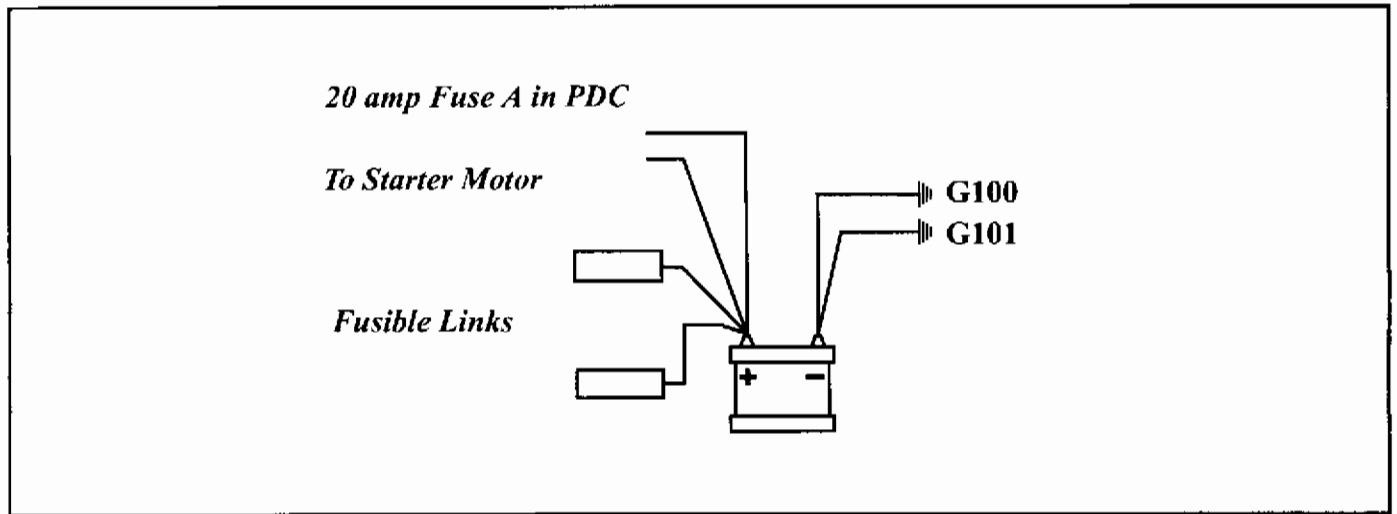 20 amp Fuse A in PDC
To Starter Motor
G100
G101
Fusible Links
+ −